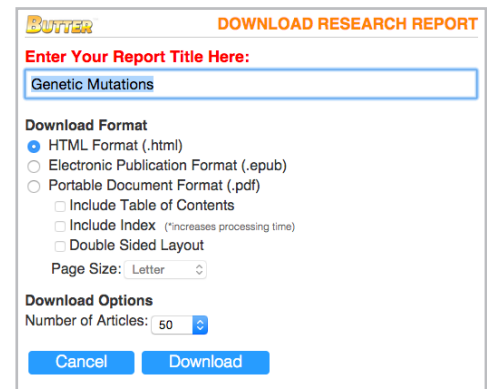 BUTTER
DOWNLOAD RESEARCH REPORT
Enter Your Report Title Here:
Genetic Mutations
Download Format
HTML Format (.html)
Electronic Publication Format (.epub)
Portable Document Format (.pdf)
Include Table of Contents
Include Index (*increases processing time)
Double Sided Layout
Page Size: Letter
Download Options
Number of Articles: 50
Cancel Download